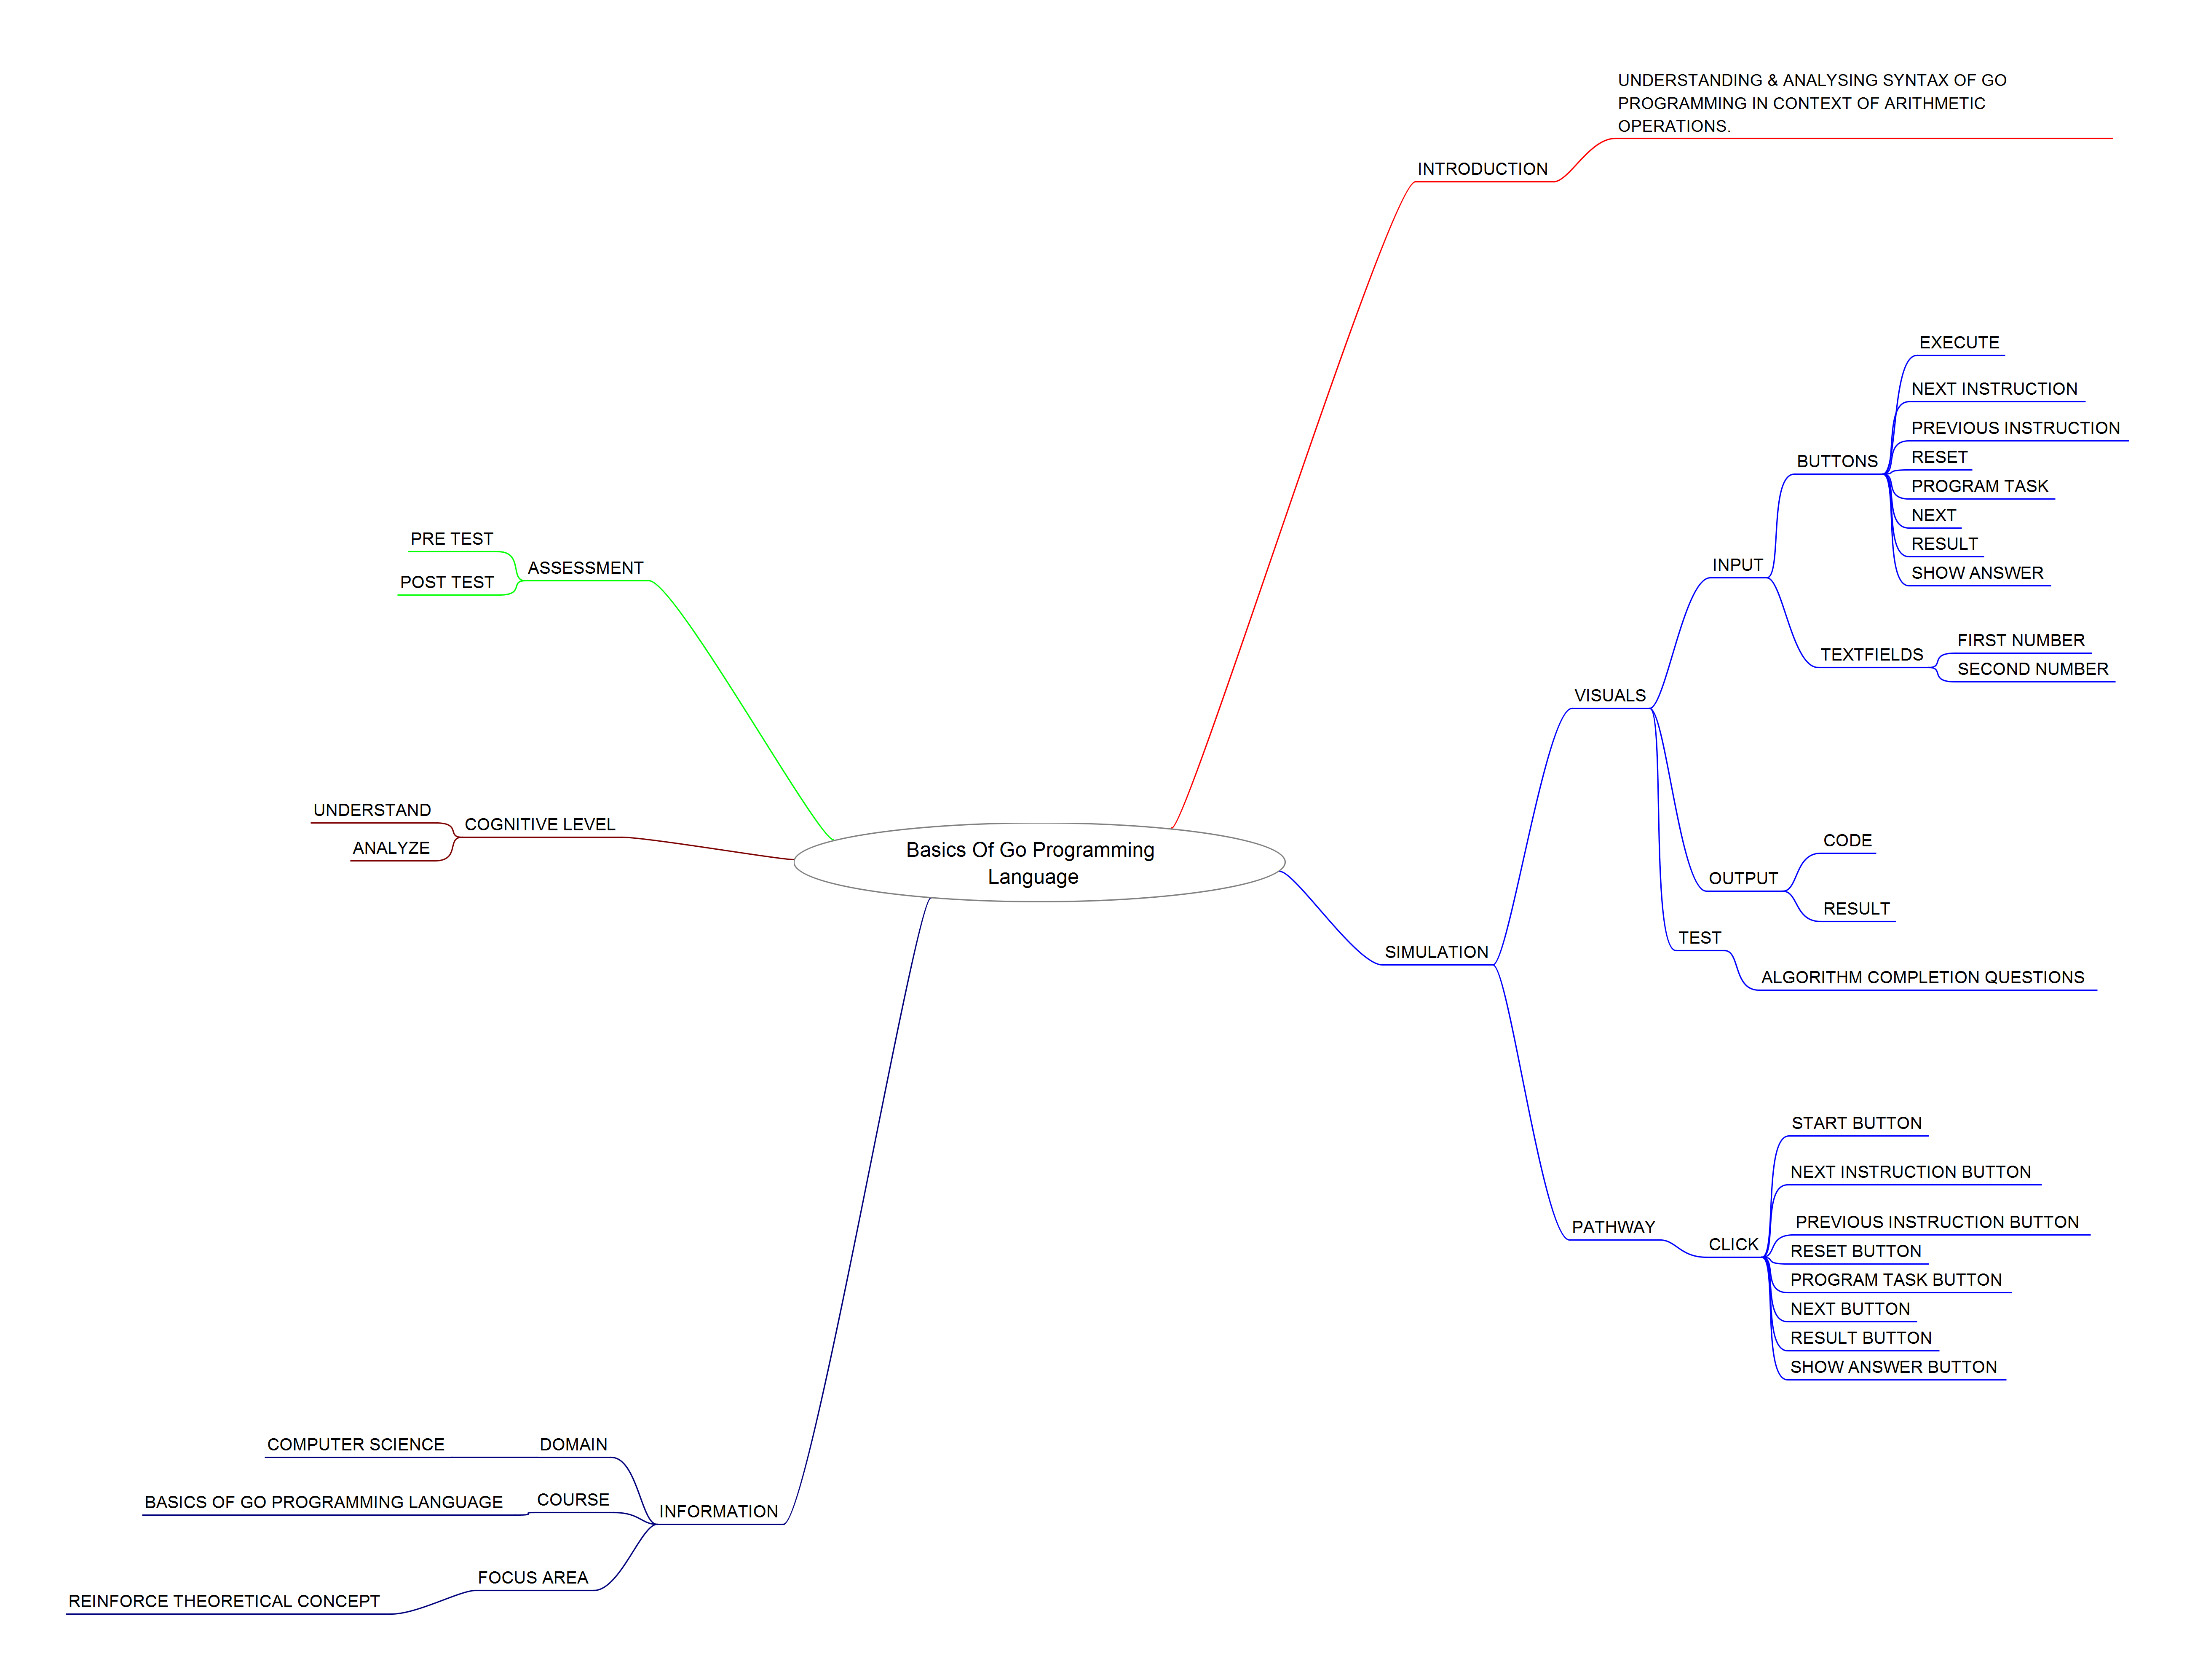 UNDERSTANDING & ANALYSING SYNTAX OF GO
PROGRAMMING IN CONTEXT OF ARITHMETIC
OPERATIONS.
INTRODUCTION
EXECUTE
NEXT INSTRUCTION
PREVIOUS INSTRUCTION
BUTTONS
RESET
PROGRAM TASK
NEXT
RESULT
SHOW ANSWER
INPUT
TEXTFIELDS
FIRST NUMBER
SECOND NUMBER
VISUALS
CODE
OUTPUT
RESULT
TEST
ALGORITHM COMPLETION QUESTIONS
SIMULATION
START BUTTON
NEXT INSTRUCTION BUTTON
PREVIOUS INSTRUCTION BUTTON
PATHWAY
CLICK
RESET BUTTON
PROGRAM TASK BUTTON
NEXT BUTTON
RESULT BUTTON
SHOW ANSWER BUTTON
Basics Of Go Programming
Language
PRE TEST
POST TEST
ASSESSMENT
UNDERSTAND
ANALYZE
COGNITIVE LEVEL
COMPUTER SCIENCE
DOMAIN
BASICS OF GO PROGRAMMING LANGUAGE
COURSE
INFORMATION
FOCUS AREA
REINFORCE THEORETICAL CONCEPT